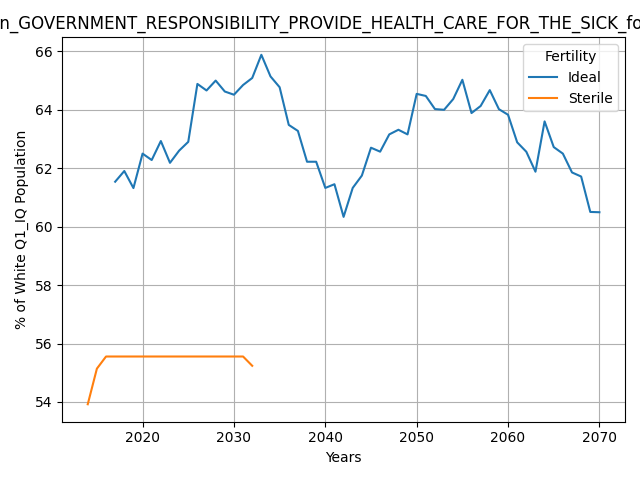 n_GOVERNMENT_RESPONSIBILITY_PROVIDE_HEALTH_CARE_FOR_THE_SICK_fo
Fertility
Ideal
Sterile
% of White Q1_IQ Population
66
64
62
60
58
56
54
2020
2030
2040
2050
2060
2070
Years